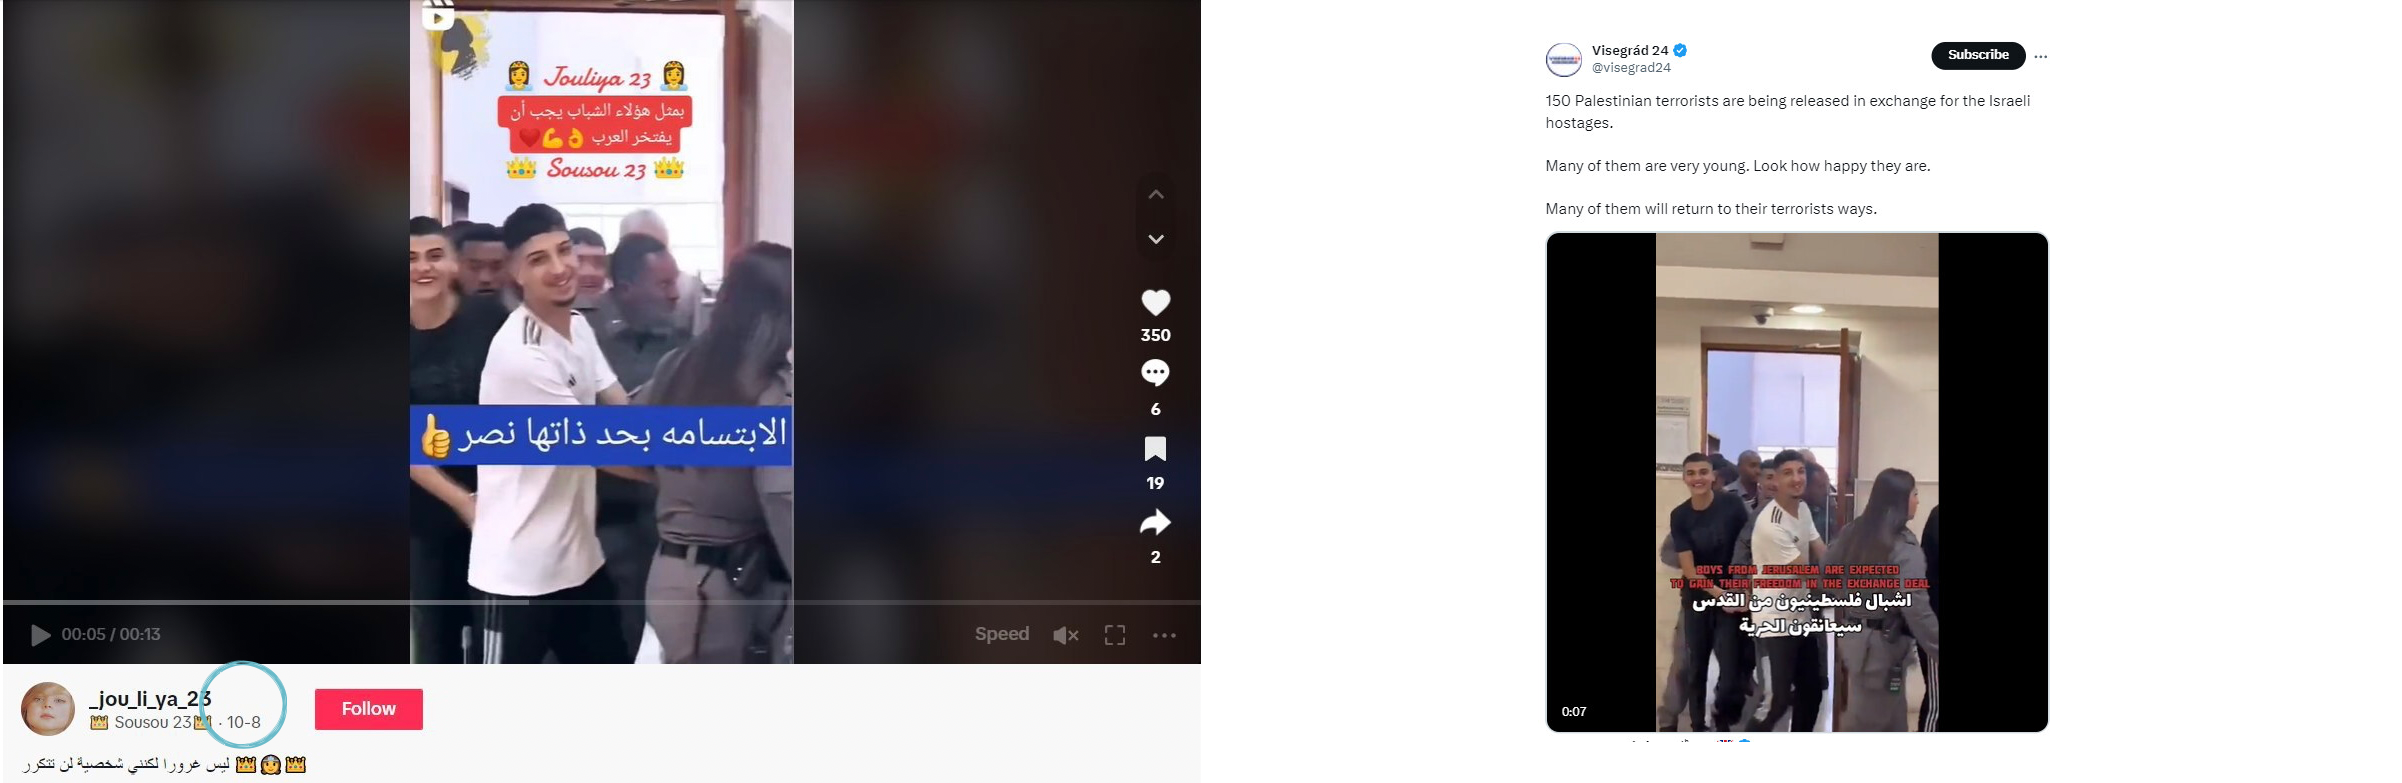 Jouliya 23
بمثل هؤلاء الشباب يجب أن
يفتخر العرب 👌💪❤️
Sousou 23
الابتسامه بحد ذاتها نصر👍
350
6
19
2
00:05 / 00:13
Speed
_jou_li_ya_23
👑 Sousou 23👑 · 10-8
Follow
ليس غرورا لكنني شخصية لن تتكرر 👑👸👑
Visegrád 24
@visegrad24
Subscribe
150 Palestinian terrorists are being released in exchange for the Israeli
hostages.
Many of them are very young. Look how happy they are.
Many of them will return to their terrorists ways.
BOYS FROM JERUSALEM ARE EXPECTED
TO GAIN THEIR FREEDOM IN THE EXCHANGE DEAL
اشبال فلسطينيون من القدس
سيعانقون الحرية
0:07